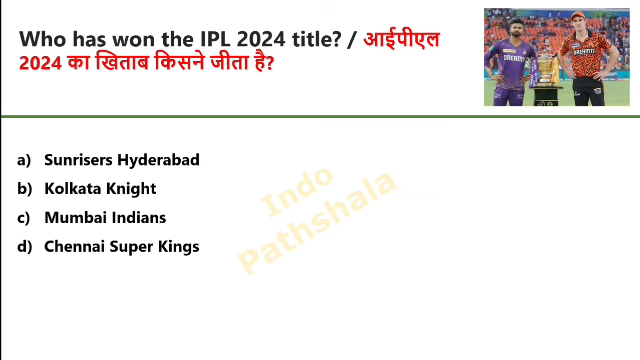 Who has won the IPL 2024 title? / आईपीएल
2024 का खिताब किसने जीता है?
DREAM11
a) Sunrisers Hyderabad
b) Kolkata Knight
c) Mumbai Indians
d) Chennai Super Kings
Indo
Pathshala